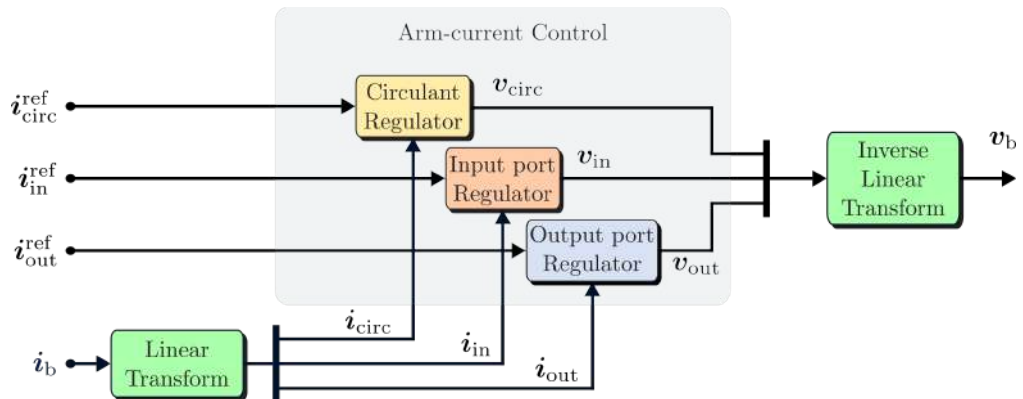 Arm-current Control
i_circ^ref
Circulant
Regulator
v_circ
i_in^ref
Input port
Regulator
v_in
Inverse
Linear
Transform
v_b
i_out^ref
Output port
Regulator
v_out
i_b
Linear
Transform
i_circ
i_in
i_out